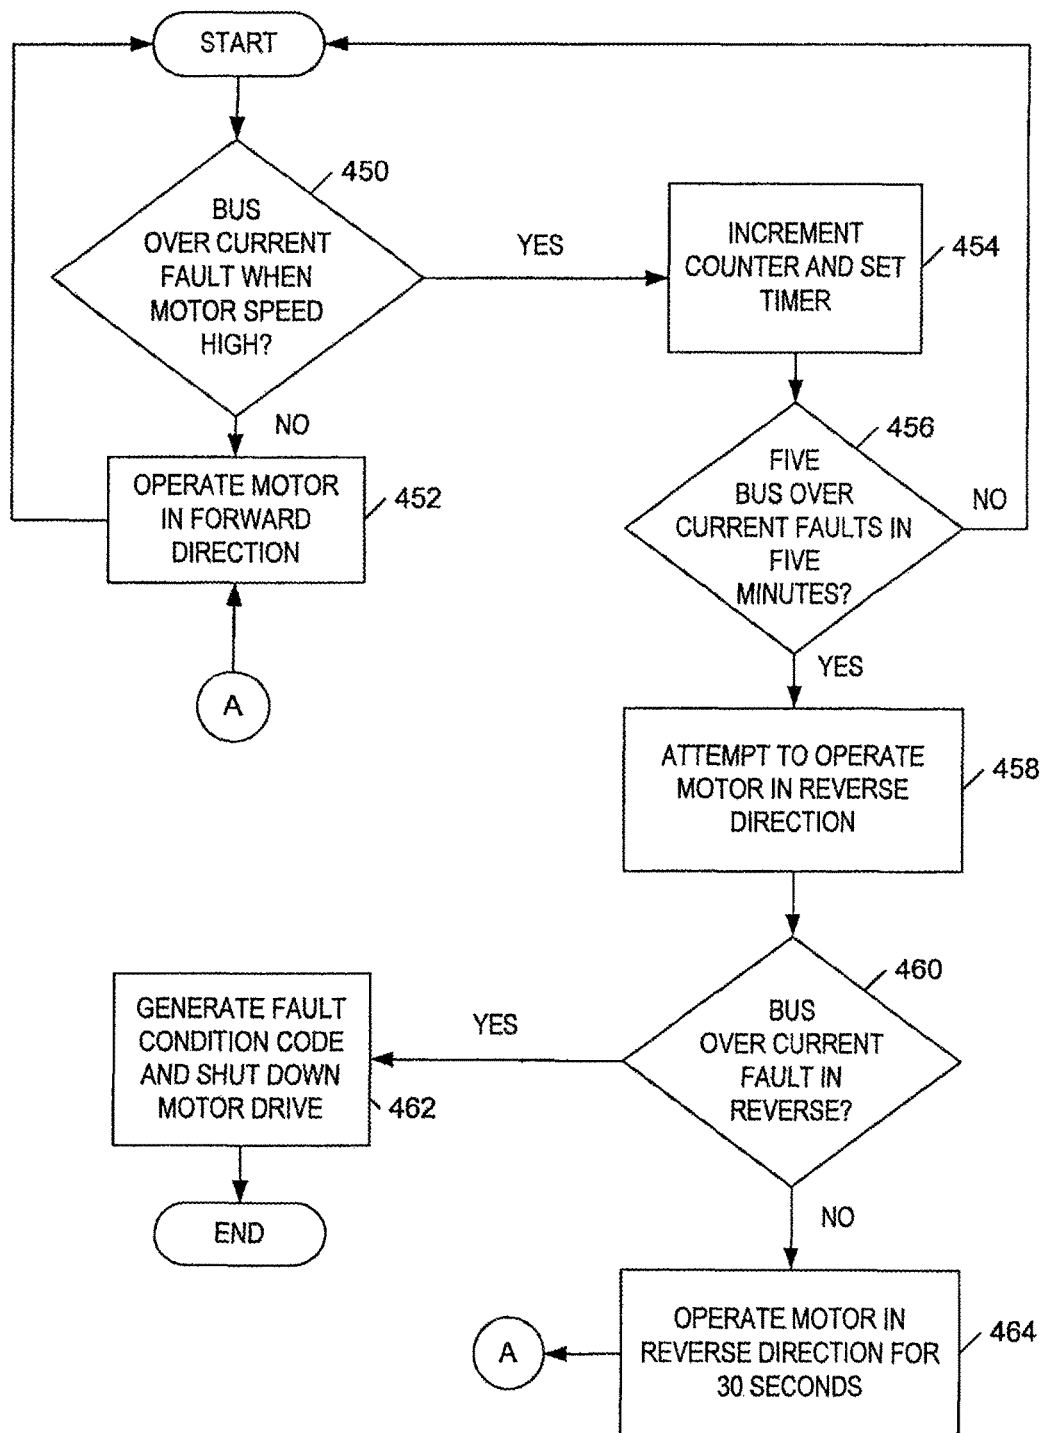 START
450
BUS
OVER CURRENT
FAULT WHEN
MOTOR SPEED
HIGH?
YES
INCREMENT
COUNTER AND SET
TIMER
454
NO
OPERATE MOTOR
IN FORWARD
DIRECTION
452
A
456
FIVE
BUS OVER
CURRENT FAULTS IN
FIVE
MINUTES?
NO
YES
ATTEMPT TO OPERATE
MOTOR IN REVERSE
DIRECTION
458
460
BUS
OVER CURRENT
FAULT IN
REVERSE?
YES
GENERATE FAULT
CONDITION CODE
AND SHUT DOWN
MOTOR DRIVE
462
END
NO
OPERATE MOTOR IN
REVERSE DIRECTION FOR
30 SECONDS
464
A